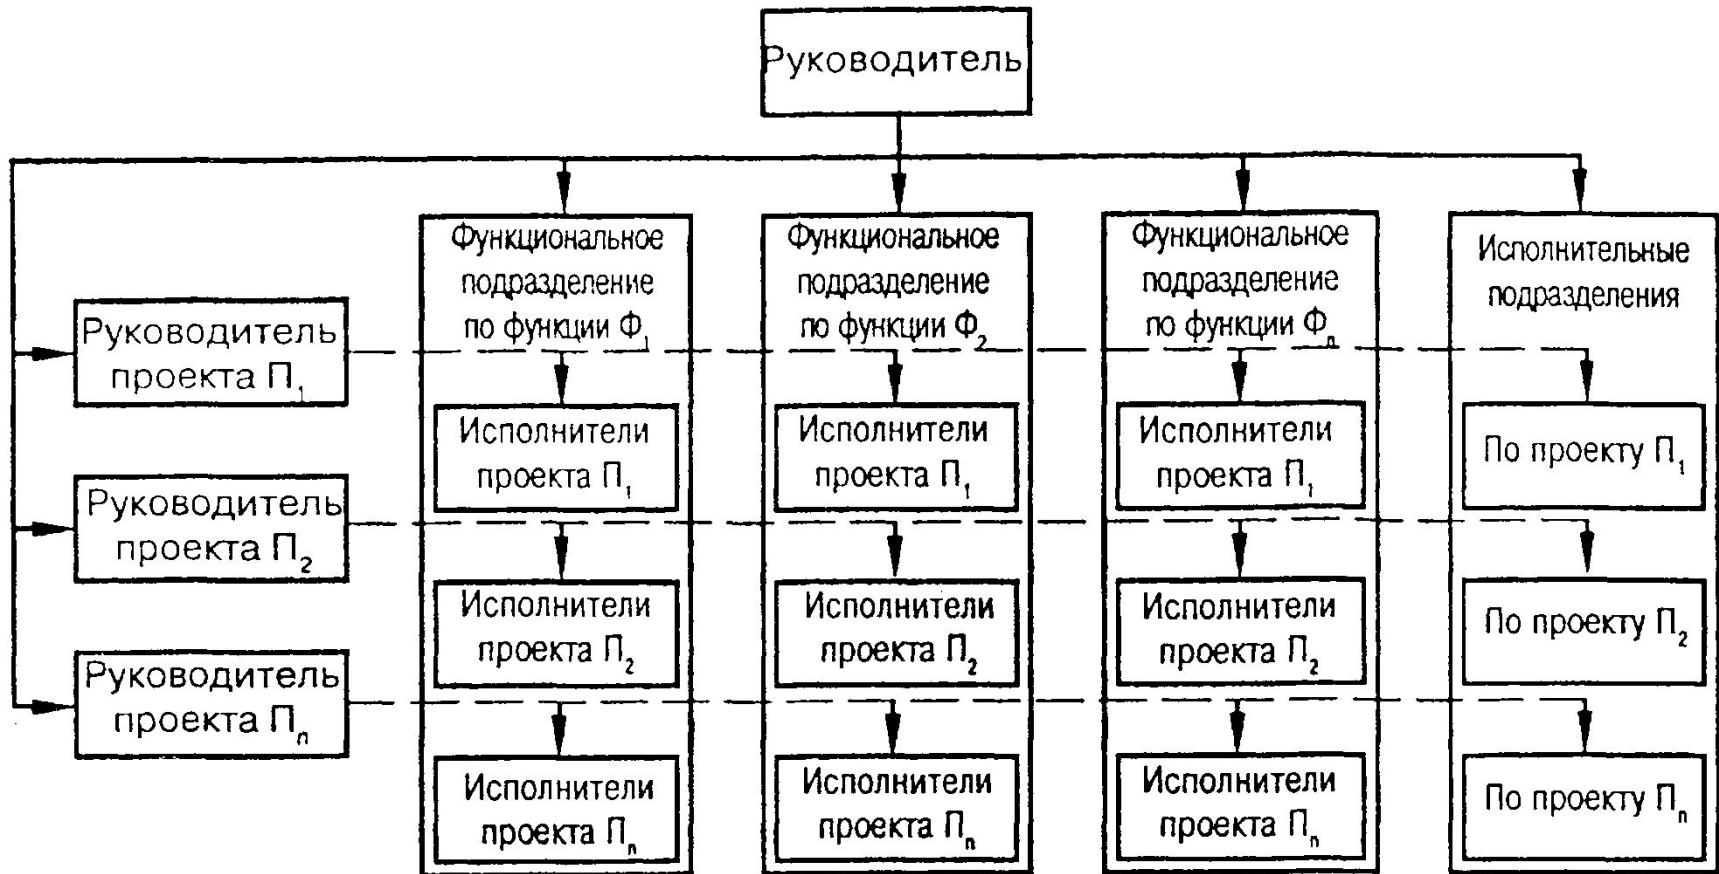 Руководитель
Функциональное
подразделение
по функции Ф₁
Функциональное
подразделение
по функции Ф₂
Функциональное
подразделение
по функции Фₙ
Исполнительные
подразделения
Руководитель
проекта П₁
Исполнители
проекта П₁
Исполнители
проекта П₁
Исполнители
проекта П₁
По проекту П₁
Руководитель
проекта П₂
Исполнители
проекта П₂
Исполнители
проекта П₂
Исполнители
проекта П₂
По проекту П₂
Руководитель
проекта Пₙ
Исполнители
проекта Пₙ
Исполнители
проекта Пₙ
Исполнители
проекта Пₙ
По проекту Пₙ